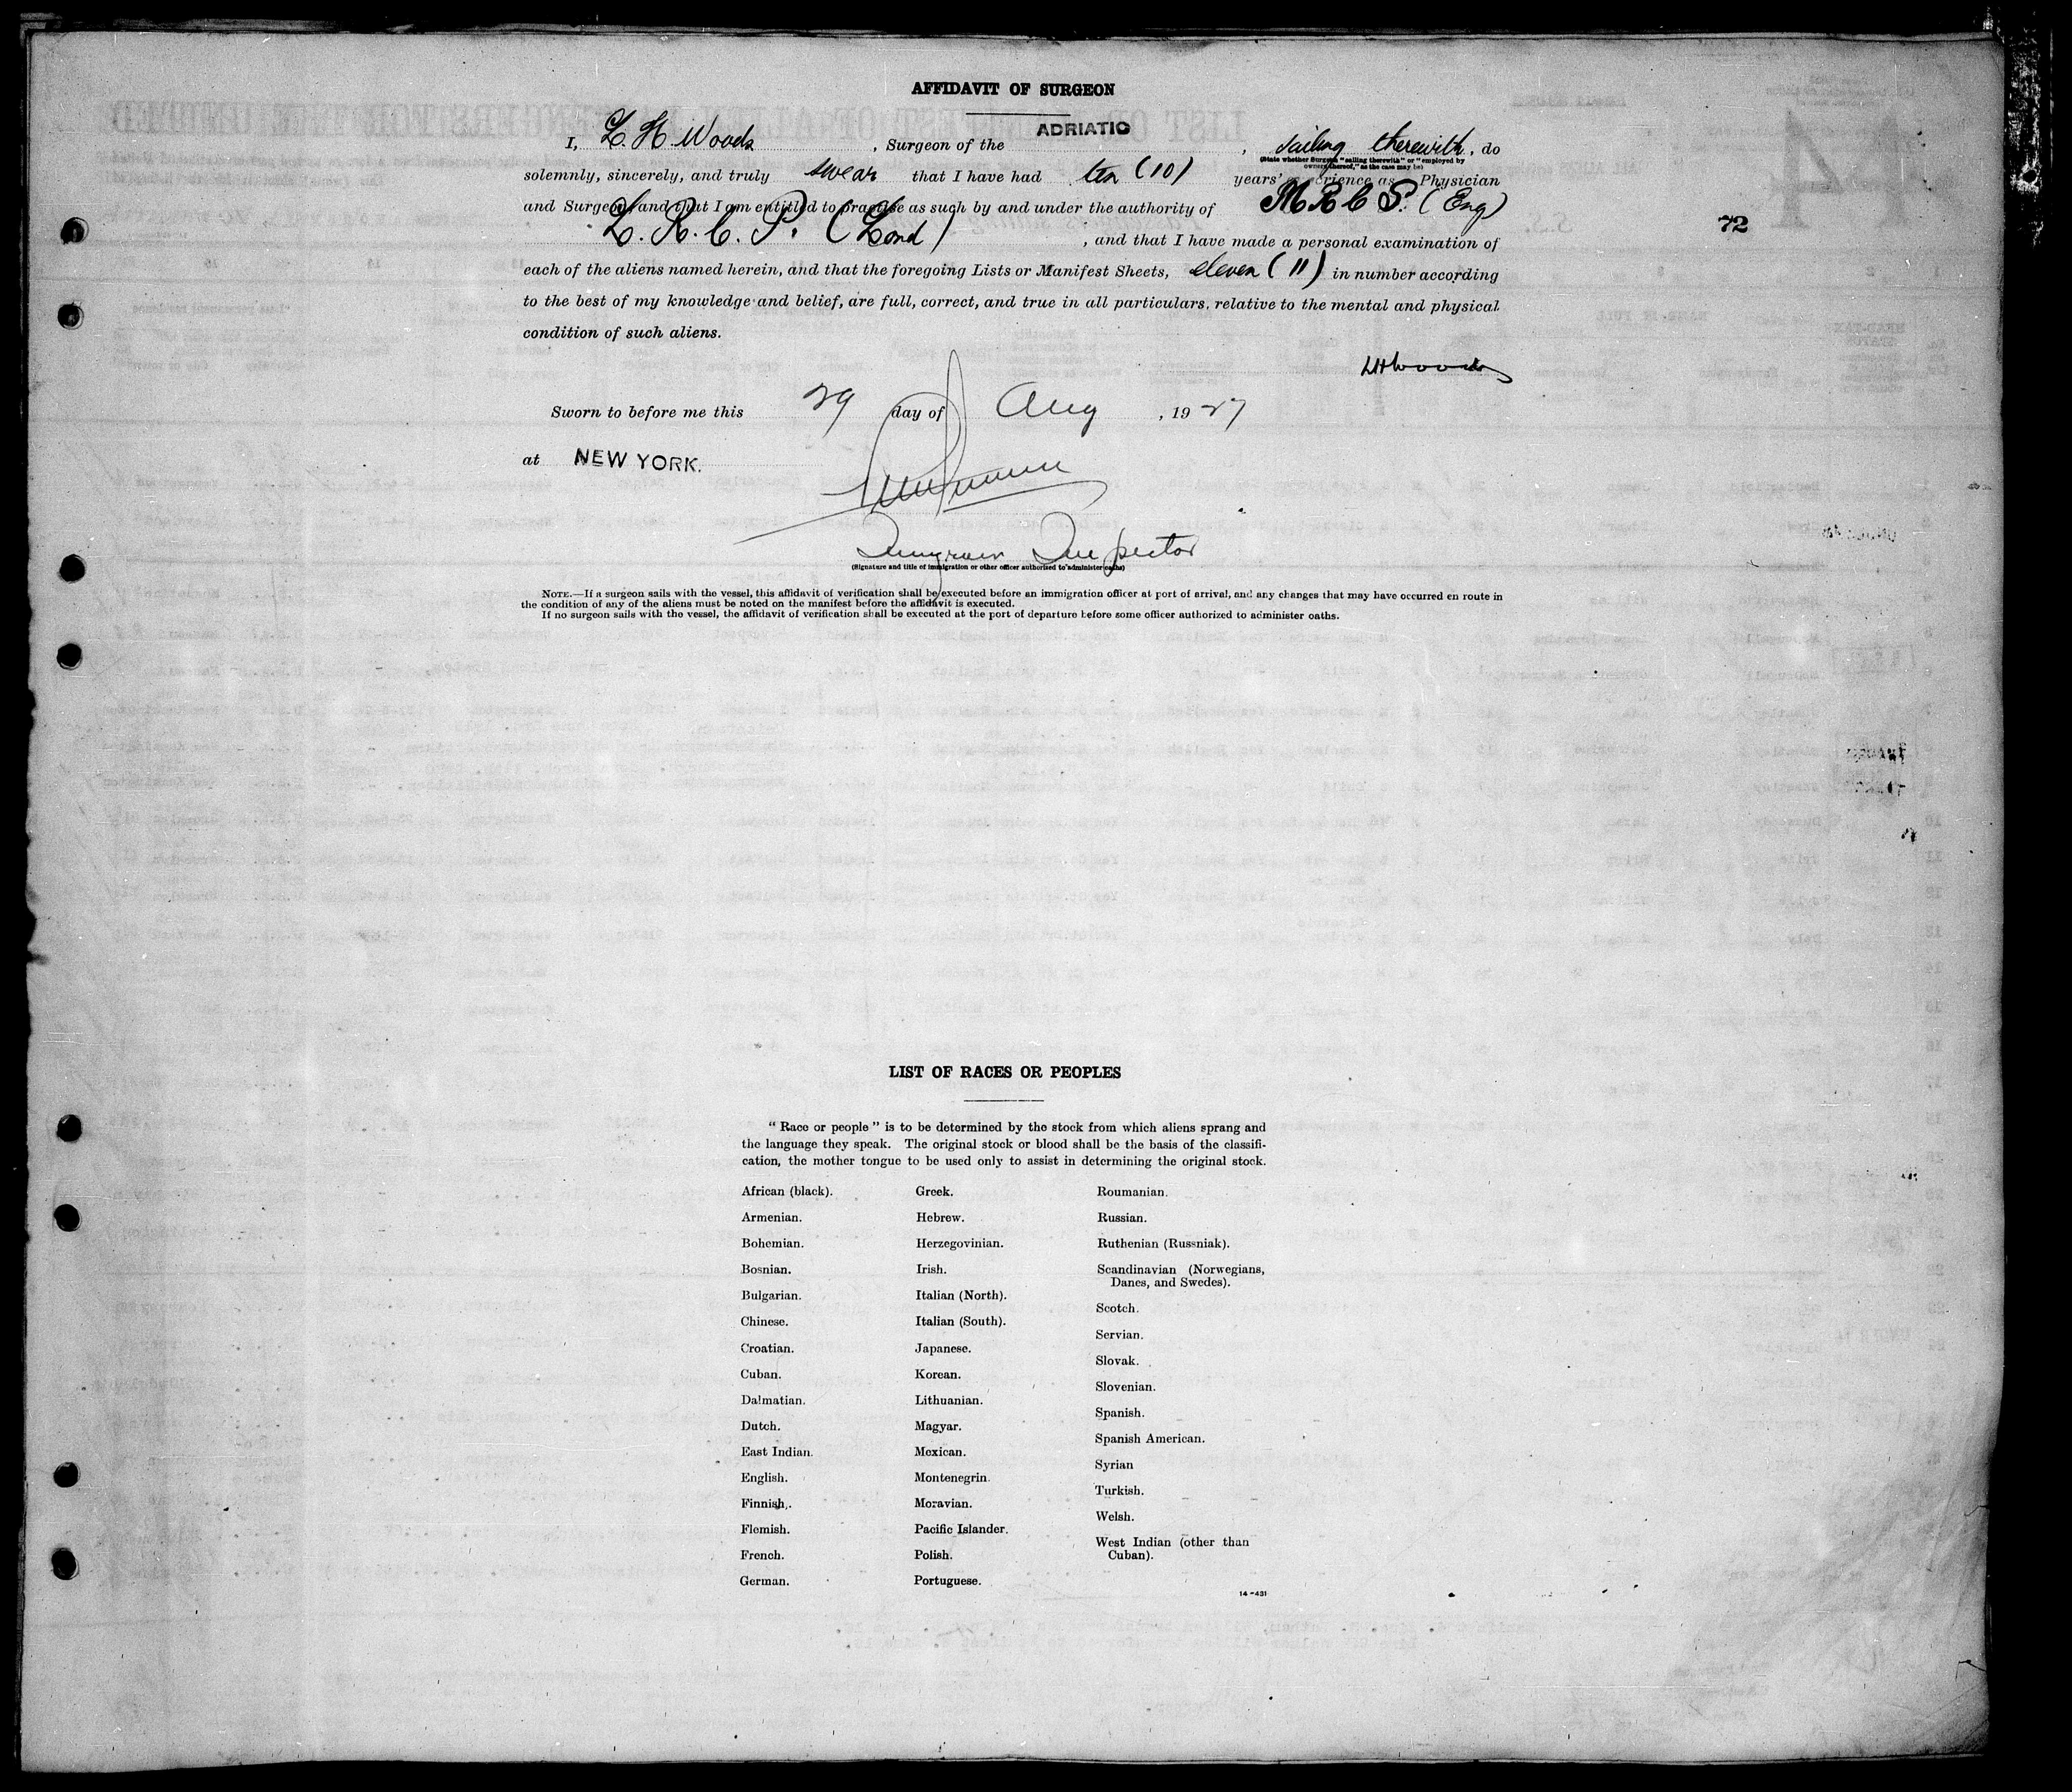 AFFIDAVIT OF SURGEON
I, L. H. Woods, Surgeon of the ADRIATIC, sailing therewith, do
(State whether Surgeon "sailing therewith" or "employed by
owners thereof," as the case may be)
solemnly, sincerely, and truly swear that I have had ten (10) years' experience as Physician
and Surgeon, and that I am entitled to practise as such by and under the authority of M R C S. (Eng)
L. R. C. P. (Lond), and that I have made a personal examination of
72
each of the aliens named herein, and that the foregoing Lists or Manifest Sheets, eleven (11) in number according
to the best of my knowledge and belief, are full, correct, and true in all particulars, relative to the mental and physical
condition of such aliens.
LHWoods
Sworn to before me this 29 day of Aug, 1927
at NEW YORK.
Inspector
(Signature and title of immigration or other officer authorised to administer oaths)
NOTE.—If a surgeon sails with the vessel, this affidavit of verification shall be executed before an immigration officer at port of arrival, and any changes that may have occurred en route in
the condition of any of the aliens must be noted on the manifest before the affidavit is executed.
If no surgeon sails with the vessel, the affidavit of verification shall be executed at the port of departure before some officer authorized to administer oaths.
LIST OF RACES OR PEOPLES
"Race or people" is to be determined by the stock from which aliens sprang and
the language they speak. The original stock or blood shall be the basis of the classifi-
cation, the mother tongue to be used only to assist in determining the original stock.
African (black).
Armenian.
Bohemian.
Bosnian.
Bulgarian.
Chinese.
Croatian.
Cuban.
Dalmatian.
Dutch.
East Indian.
English.
Finnish.
Flemish.
French.
German.
Greek.
Hebrew.
Herzegovinian.
Irish.
Italian (North).
Italian (South).
Japanese.
Korean.
Lithuanian.
Magyar.
Mexican.
Montenegrin.
Moravian.
Pacific Islander.
Polish.
Portuguese.
Roumanian.
Russian.
Ruthenian (Russniak).
Scandinavian (Norwegians,
Danes, and Swedes).
Scotch.
Servian.
Slovak.
Slovenian.
Spanish.
Spanish American.
Syrian
Turkish.
Welsh.
West Indian (other than
Cuban).
14-431